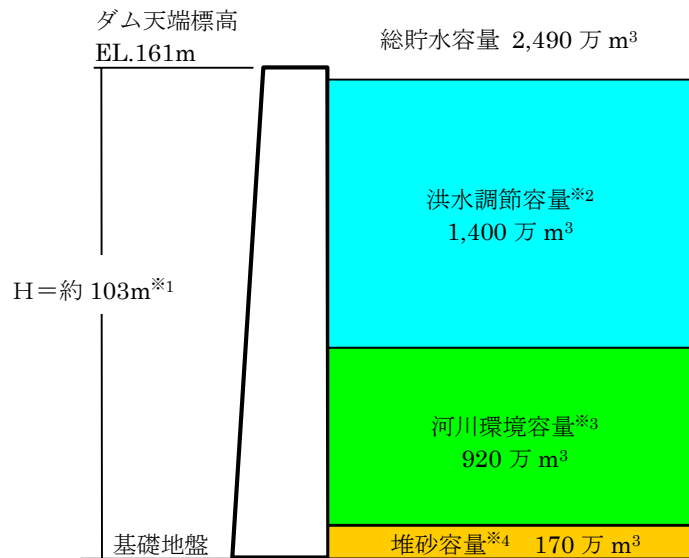 ダム天端標高
EL.161m
総貯水容量 2,490 万 m³
洪水調節容量※2
1,400 万 m³
H=約 103m※1
河川環境容量※3
920 万 m³
基礎地盤
堆砂容量※4 170 万 m³